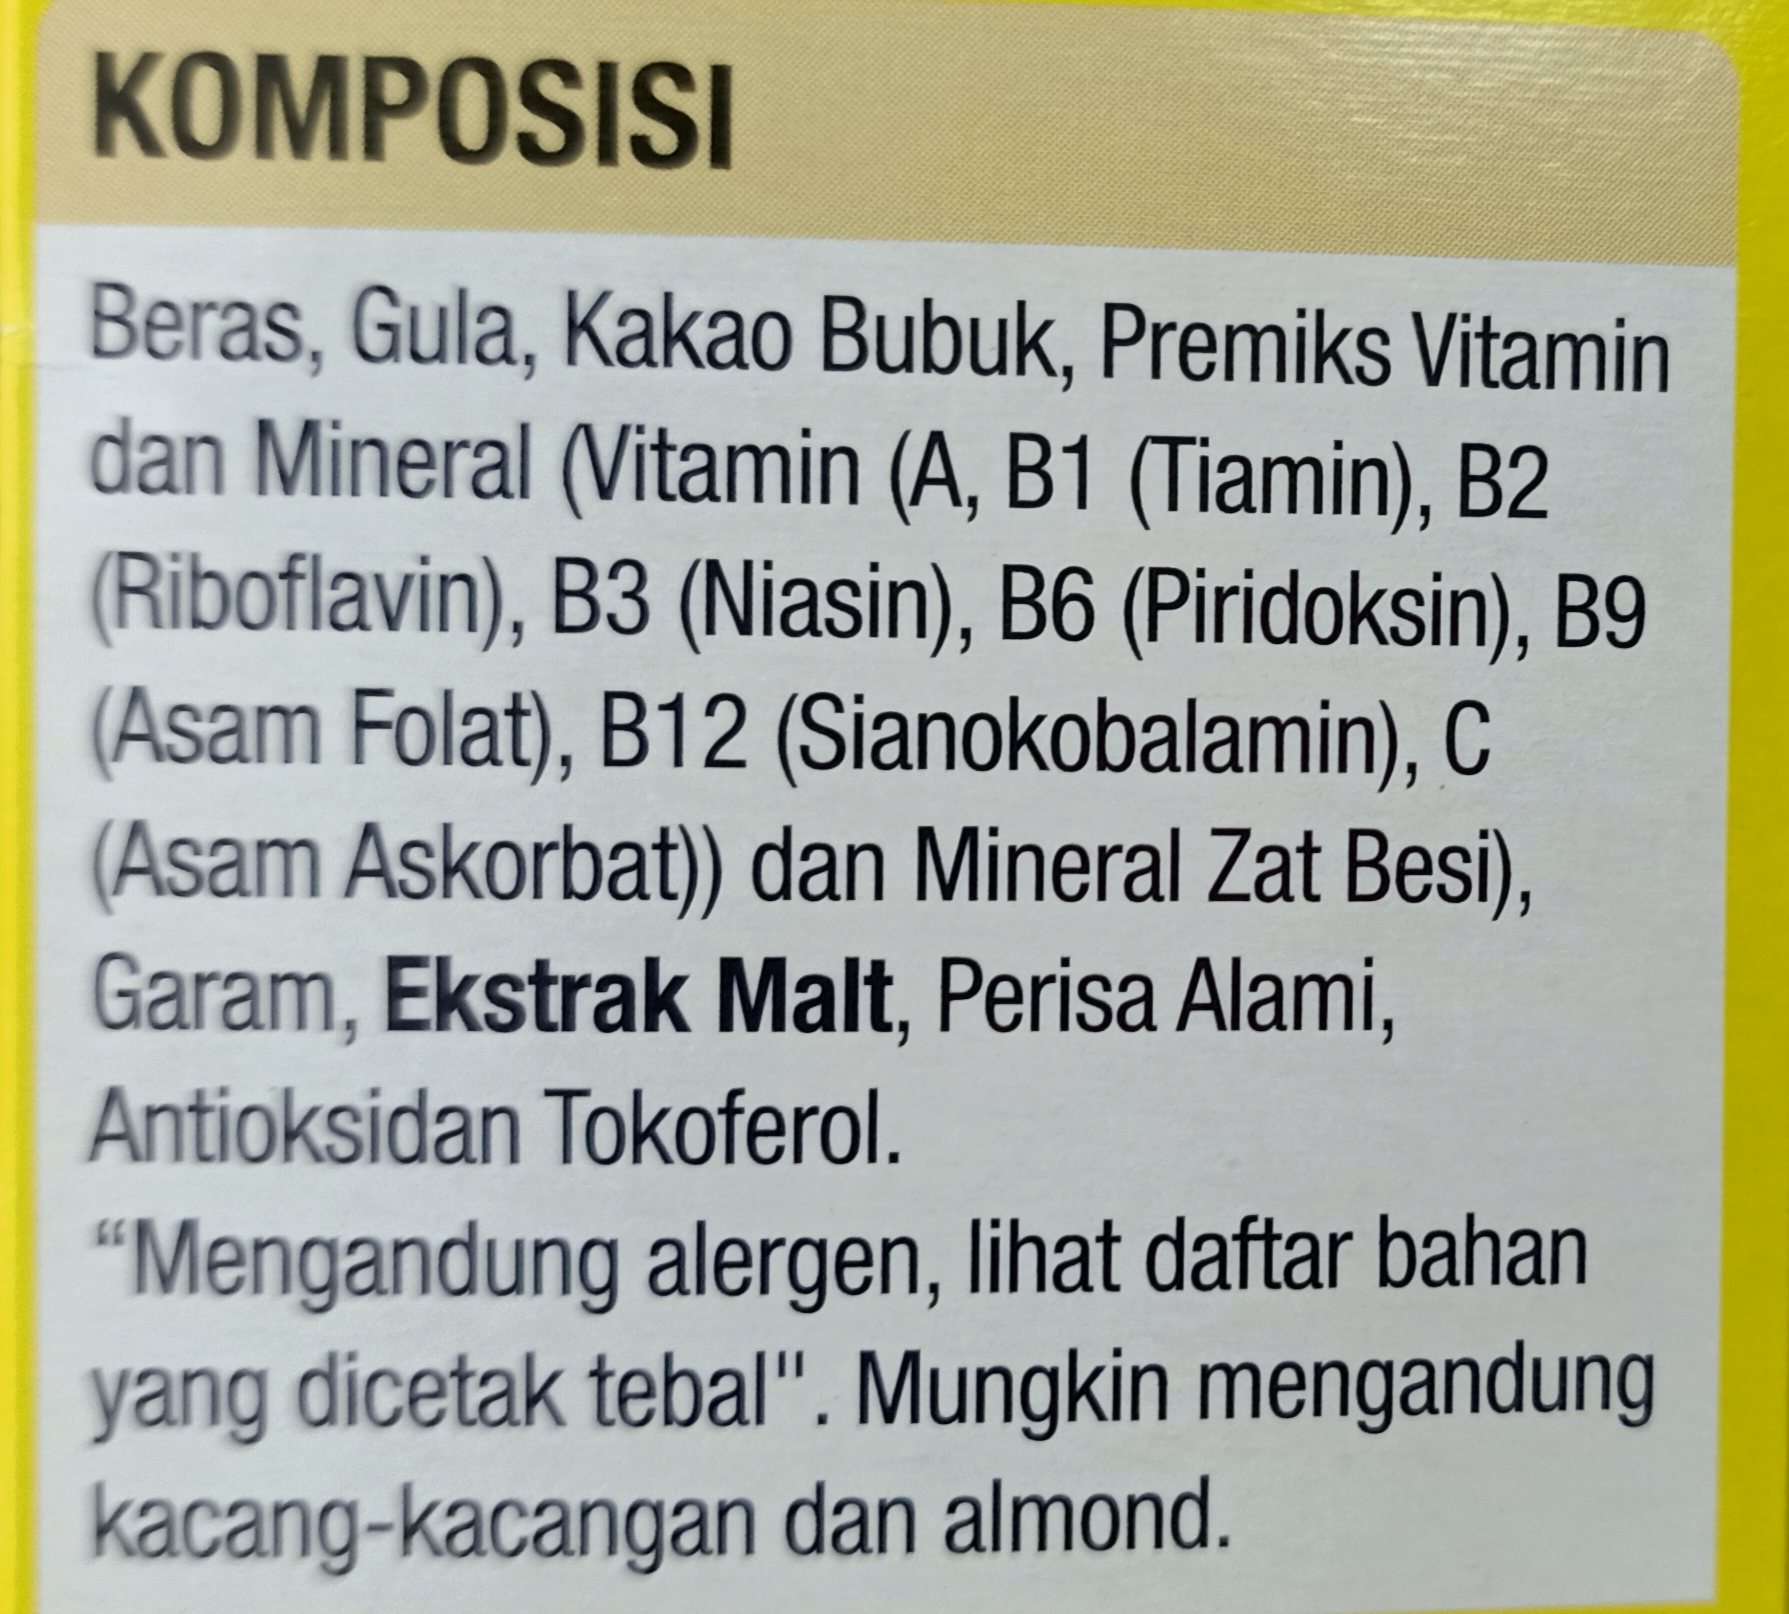 KOMPOSISI
Beras, Gula, Kakao Bubuk, Premiks Vitamin
dan Mineral (Vitamin (A, B1 (Tiamin), B2
(Riboflavin), B3 (Niasin), B6 (Piridoksin), B9
(Asam Folat), B12 (Sianokobalamin), C
(Asam Askorbat)) dan Mineral Zat Besi),
Garam, Ekstrak Malt, Perisa Alami,
Antioksidan Tokoferol.
“Mengandung alergen, lihat daftar bahan
yang dicetak tebal". Mungkin mengandung
kacang-kacangan dan almond.